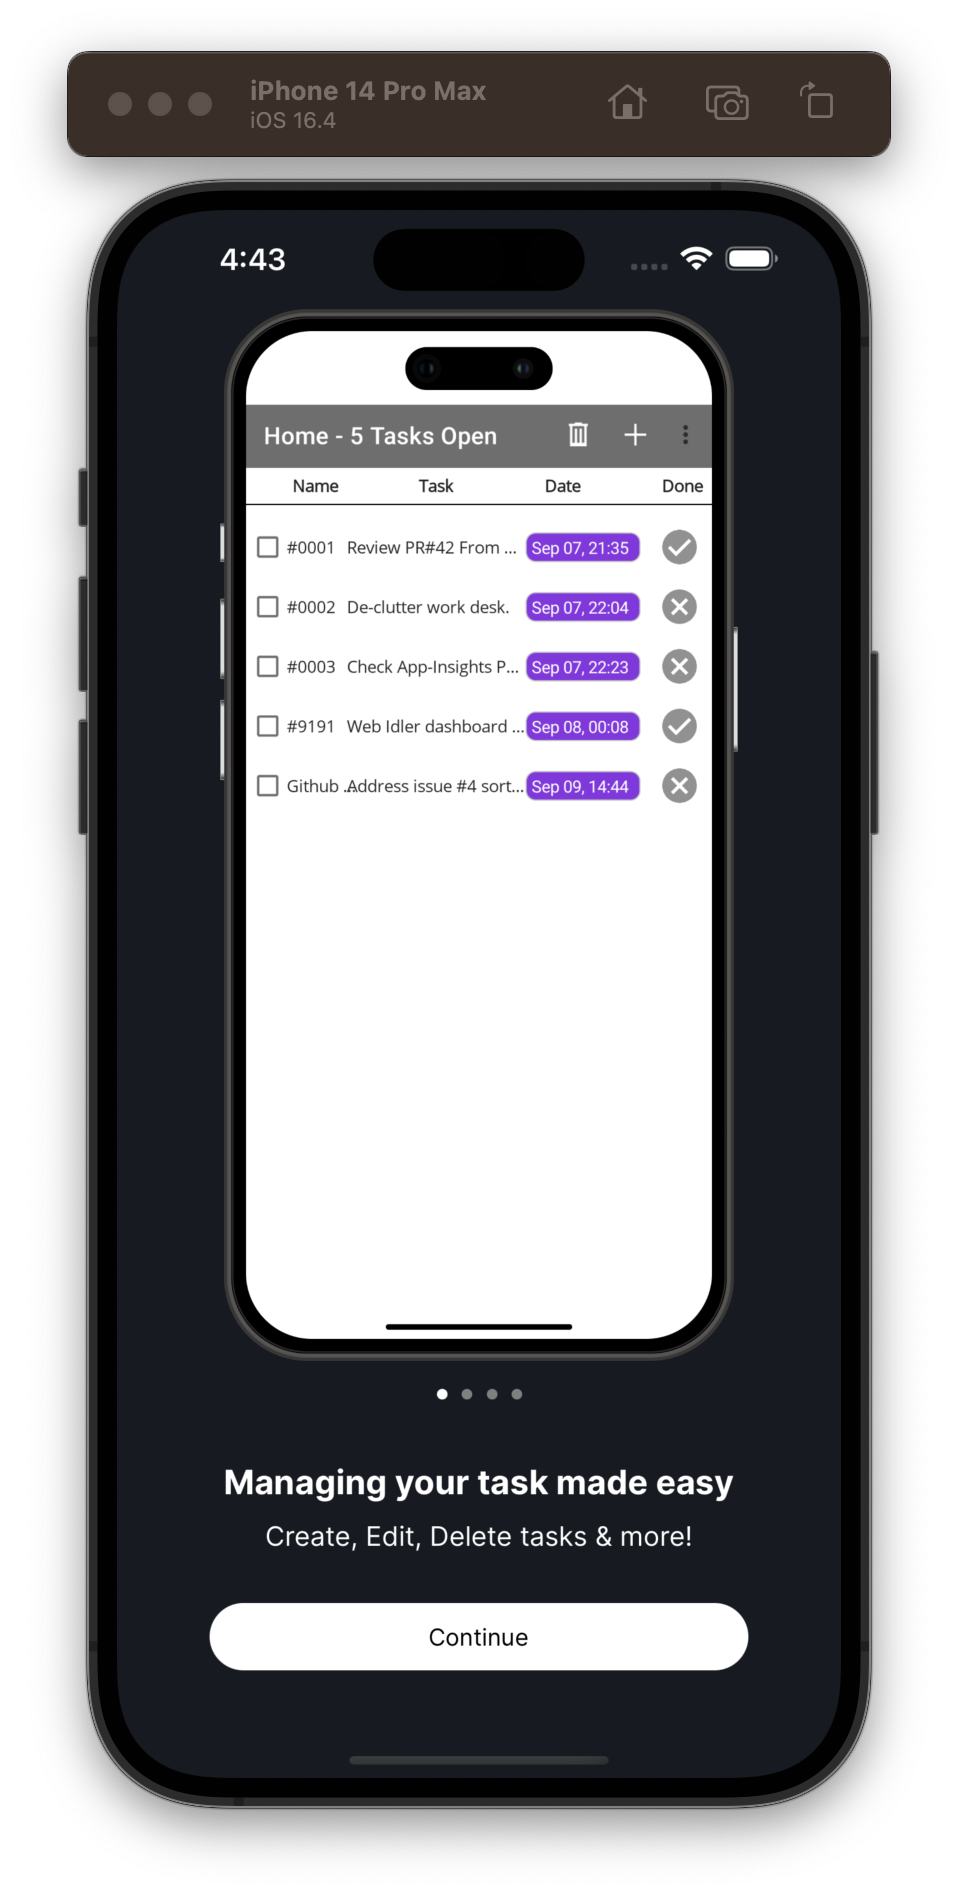 iPhone 14 Pro Max
iOS 16.4
4:43
Home - 5 Tasks Open
Name Task Date Done
#0001 Review PR#42 From ... Sep 07, 21:35
#0002 De-clutter work desk. Sep 07, 22:04
#0003 Check App-Insights P... Sep 07, 22:23
#9191 Web Idler dashboard ... Sep 08, 00:08
Github .Address issue #4 sort... Sep 09, 14:44
Managing your task made easy
Create, Edit, Delete tasks & more!
Continue